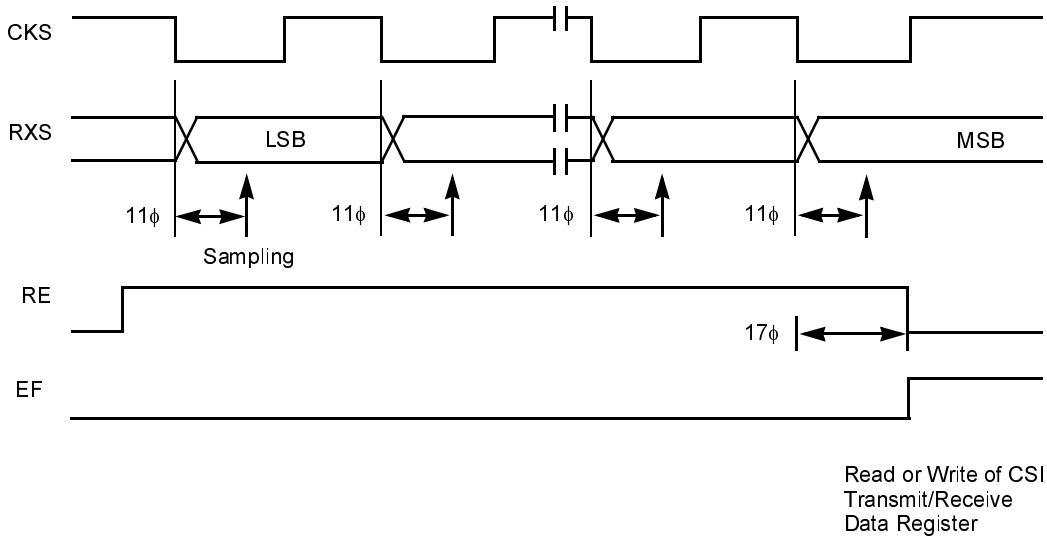 CKS
RXS
LSB
MSB
11ϕ
11ϕ
11ϕ
11ϕ
Sampling
RE
17ϕ
EF
Read or Write of CSI
Transmit/Receive
Data Register